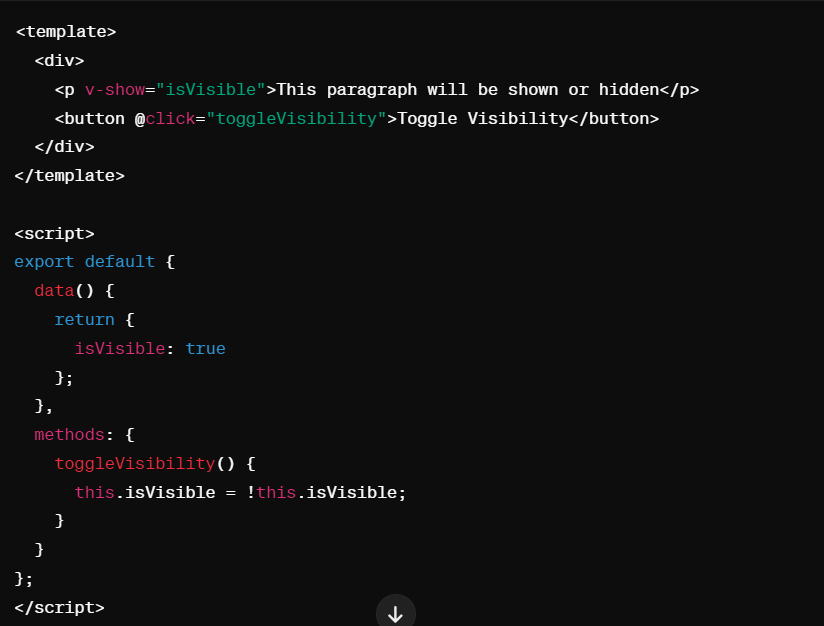 <template>
  <div>
    <p v-show="isVisible">This paragraph will be shown or hidden</p>
    <button @click="toggleVisibility">Toggle Visibility</button>
  </div>
</template>

<script>
export default {
  data() {
    return {
      isVisible: true
    };
  },
  methods: {
    toggleVisibility() {
      this.isVisible = !this.isVisible;
    }
  }
};
</script>